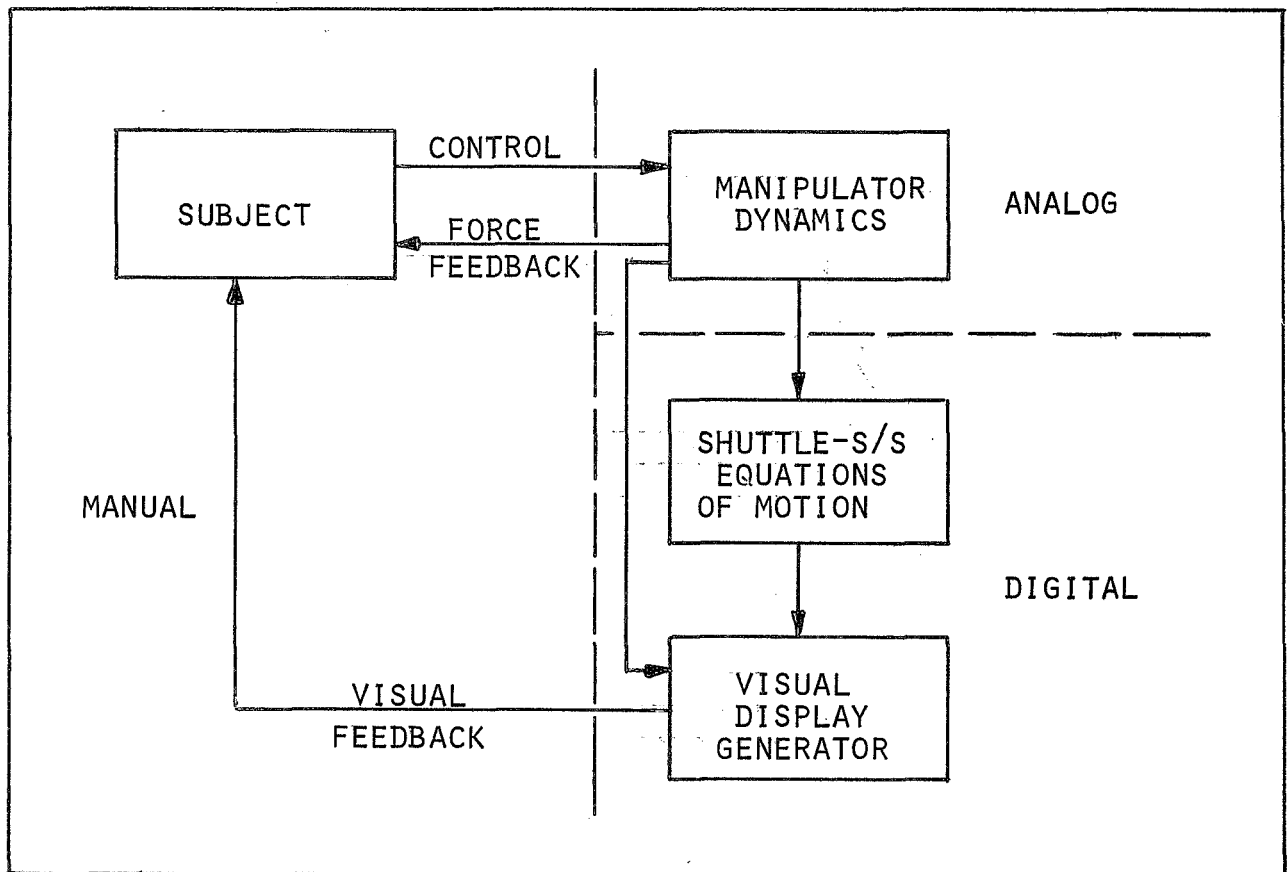 CONTROL
SUBJECT
MANIPULATOR
DYNAMICS
ANALOG
FORCE
FEEDBACK
SHUTTLE-S/S
EQUATIONS
OF MOTION
MANUAL
DIGITAL
VISUAL
DISPLAY
GENERATOR
VISUAL
FEEDBACK